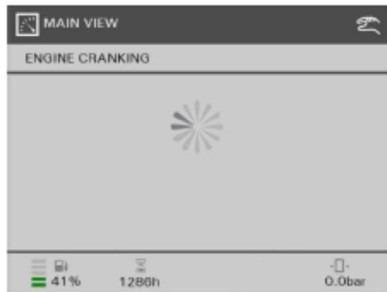 MAIN VIEW
ENGINE CRANKING
41%
1286h
0.0bar